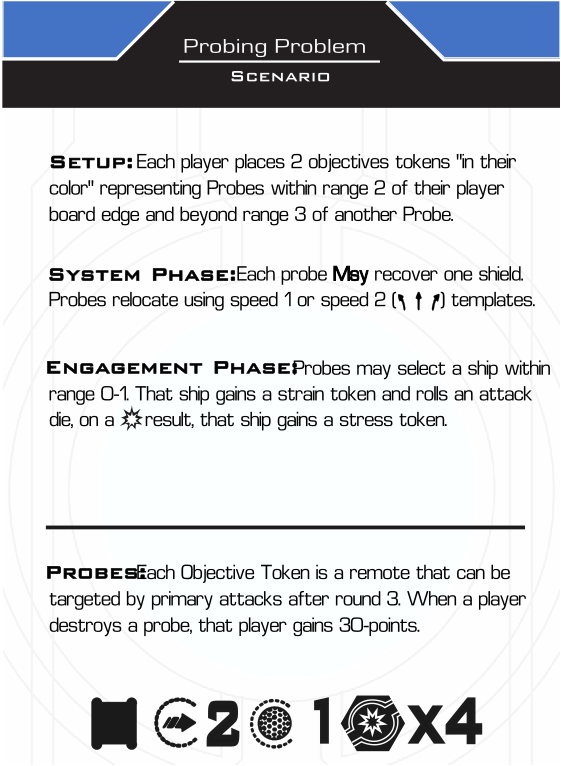 Probing Problem
Scenario
Setup: Each player places 2 objectives tokens "in their
color" representing Probes within range 2 of their player
board edge and beyond range 3 of another Probe.
System Phase: Each probe May recover one shield.
Probes relocate using speed 1 or speed 2 ( ) templates.
Engagement Phase: Probes may select a ship within
range 0-1. That ship gains a strain token and rolls an attack
die, on a result, that ship gains a stress token.
Probes: Each Objective Token is a remote that can be
targeted by primary attacks after round 3. When a player
destroys a probe, that player gains 30-points.
2 1 x4